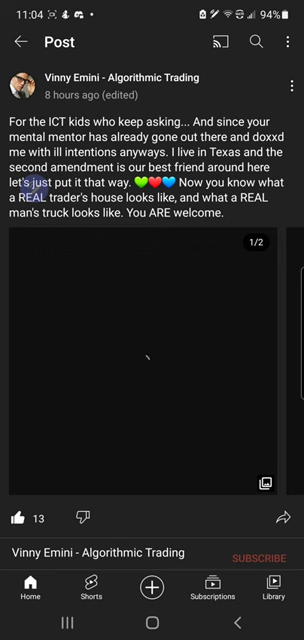 11:04
94%
Post
Vinny Emini - Algorithmic Trading
8 hours ago (edited)
For the ICT kids who keep asking... And since your
mental mentor has already gone out there and doxxd
me with ill intentions anyways. I live in Texas and the
second amendment is our best friend around here
let's just put it that way. 💚❤️💙 Now you know what
a REAL trader's house looks like, and what a REAL
man's truck looks like. You ARE welcome.
1/2
13
Vinny Emini - Algorithmic Trading
SUBSCRIBE
Home
Shorts
Subscriptions
Library